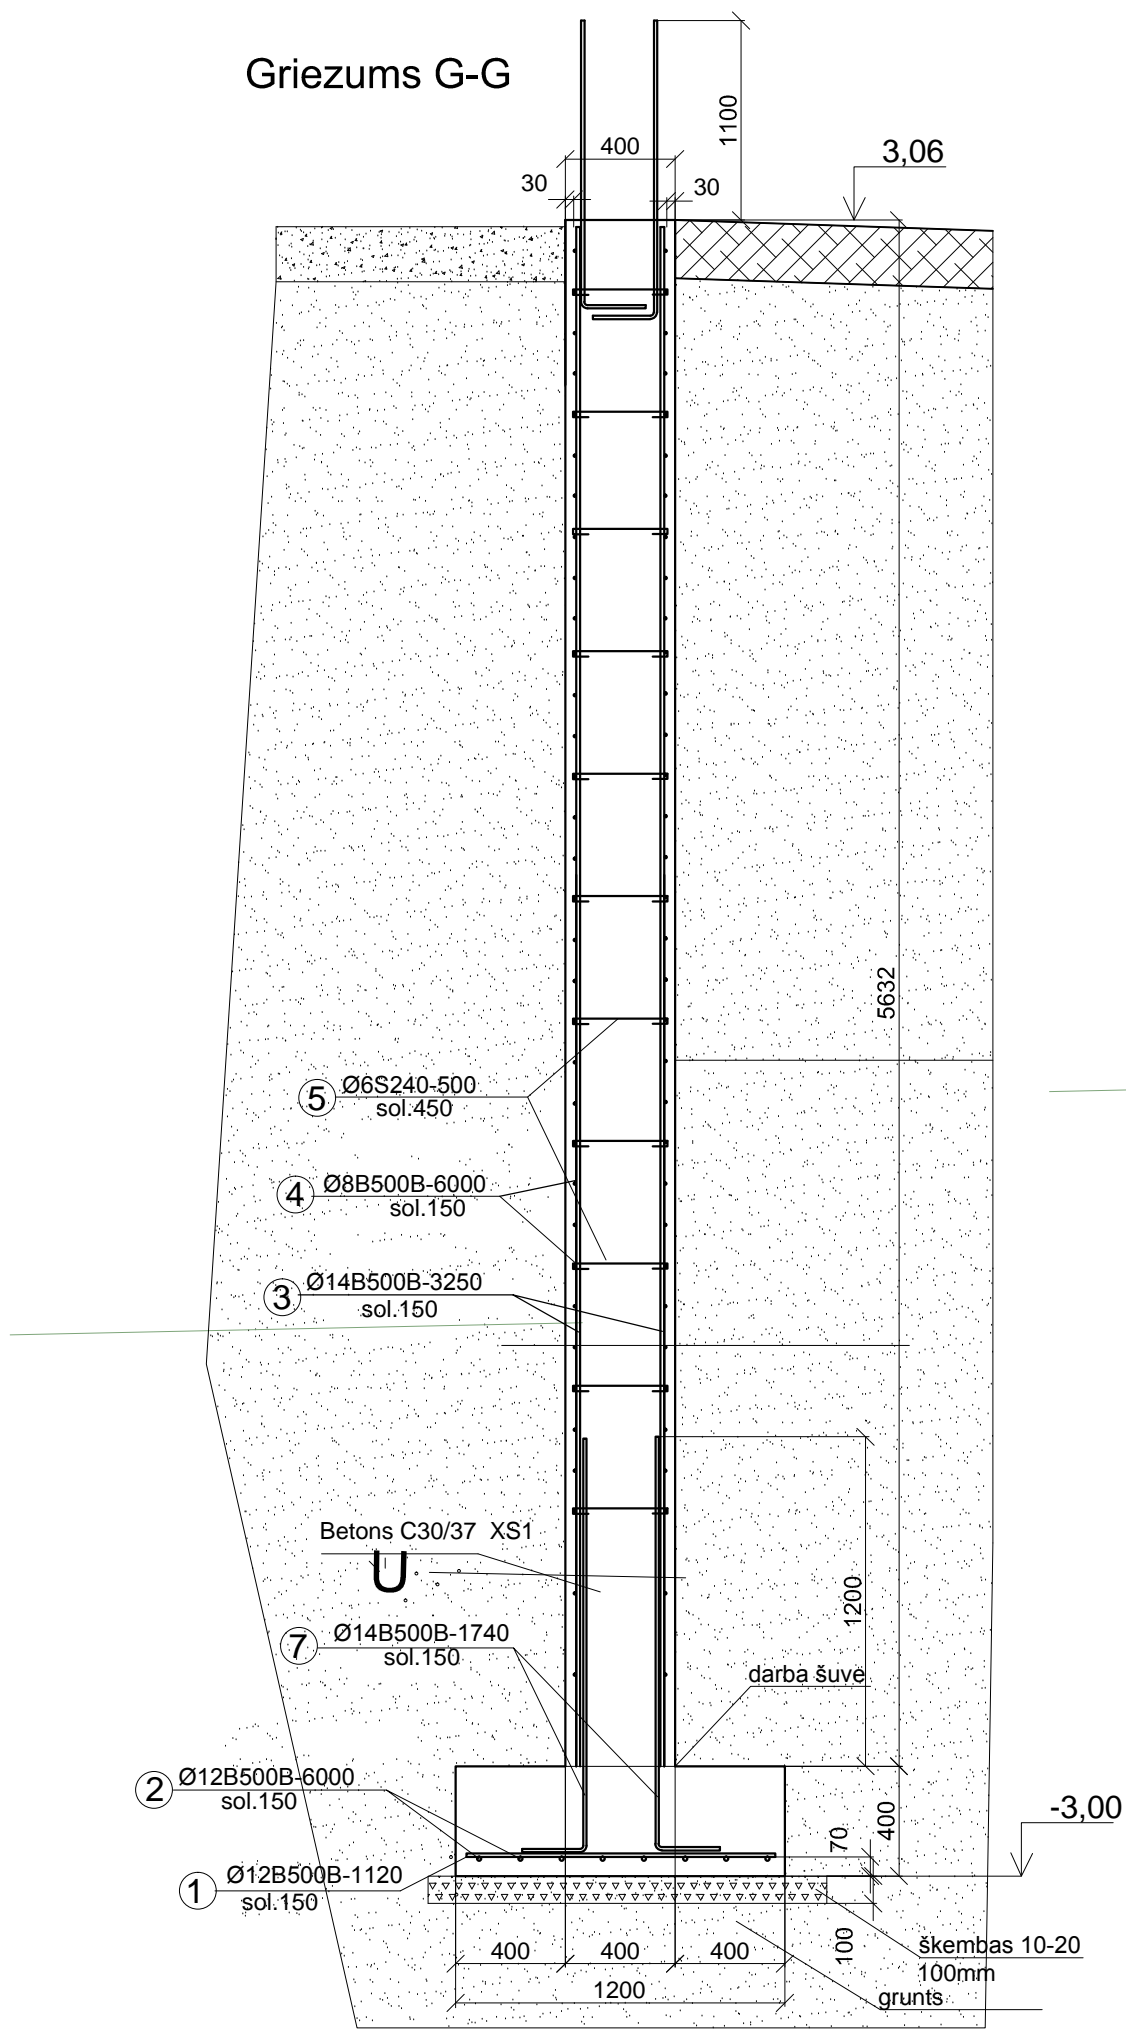 Griezums G-G
1100
400
3,06
30
30
5632
5
Ø6S240-500
sol.450
4
Ø8B500B-6000
sol.150
3
Ø14B500B-3250
sol.150
Betons C30/37 XS1
U
1200
7
Ø14B500B-1740
sol.150
darba šuve
2
Ø12B500B-6000
sol.150
-3,00
70
400
1
Ø12B500B-1120
sol.150
400
400
400
100
škembas 10-20
100mm
1200
grunts